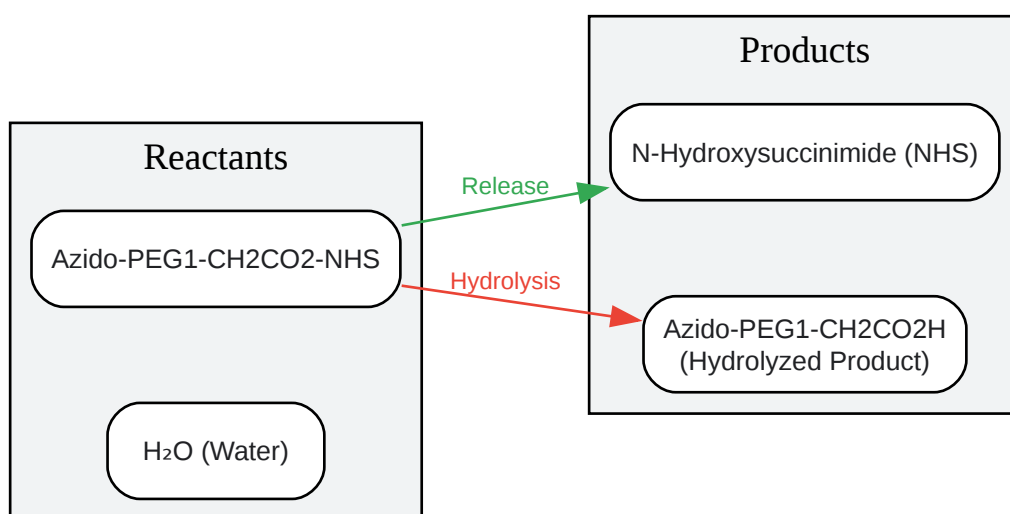 Reactants
Azido-PEG1-CH2CO2-NHS
H₂O (Water)
Release
Hydrolysis
Products
N-Hydroxysuccinimide (NHS)
Azido-PEG1-CH2CO2H
(Hydrolyzed Product)